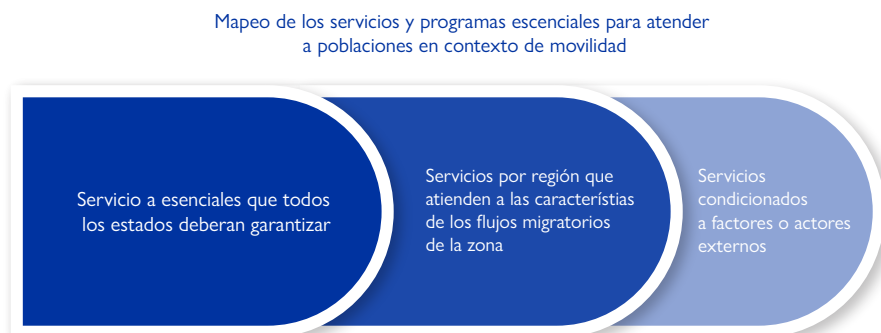 Mapeo de los servicios y programas escenciales para atender
a poblaciones en contexto de movilidad
Servicio a esenciales que todos
los estados deberan garantizar
Servicios por región que
atienden a las característias
de los flujos migratorios
de la zona
Servicios
condicionados
a factores o actores
externos